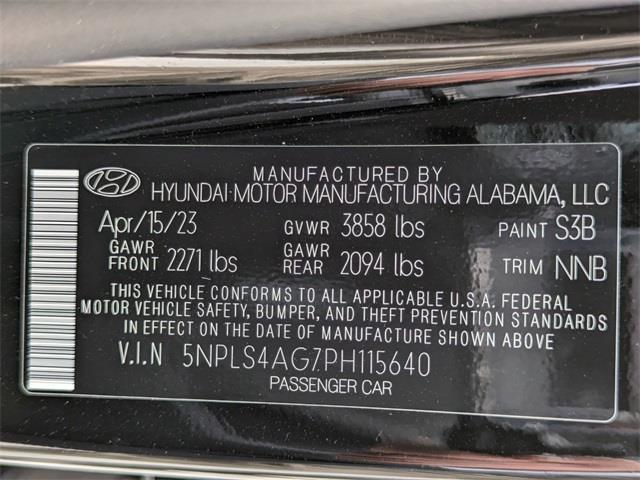 MANUFACTURED BY
HYUNDAI MOTOR MANUFACTURING ALABAMA, LLC
Apr/15/23 GVWR 3858 lbs PAINT S3B
GAWR FRONT 2271 lbs GAWR REAR 2094 lbs TRIM NNB
THIS VEHICLE CONFORMS TO ALL APPLICABLE U.S.A. FEDERAL
MOTOR VEHICLE SAFETY, BUMPER, AND THEFT PREVENTION STANDARDS
IN EFFECT ON THE DATE OF MANUFACTURE SHOWN ABOVE
V.I.N 5NPLS4AG7PH115640
PASSENGER CAR